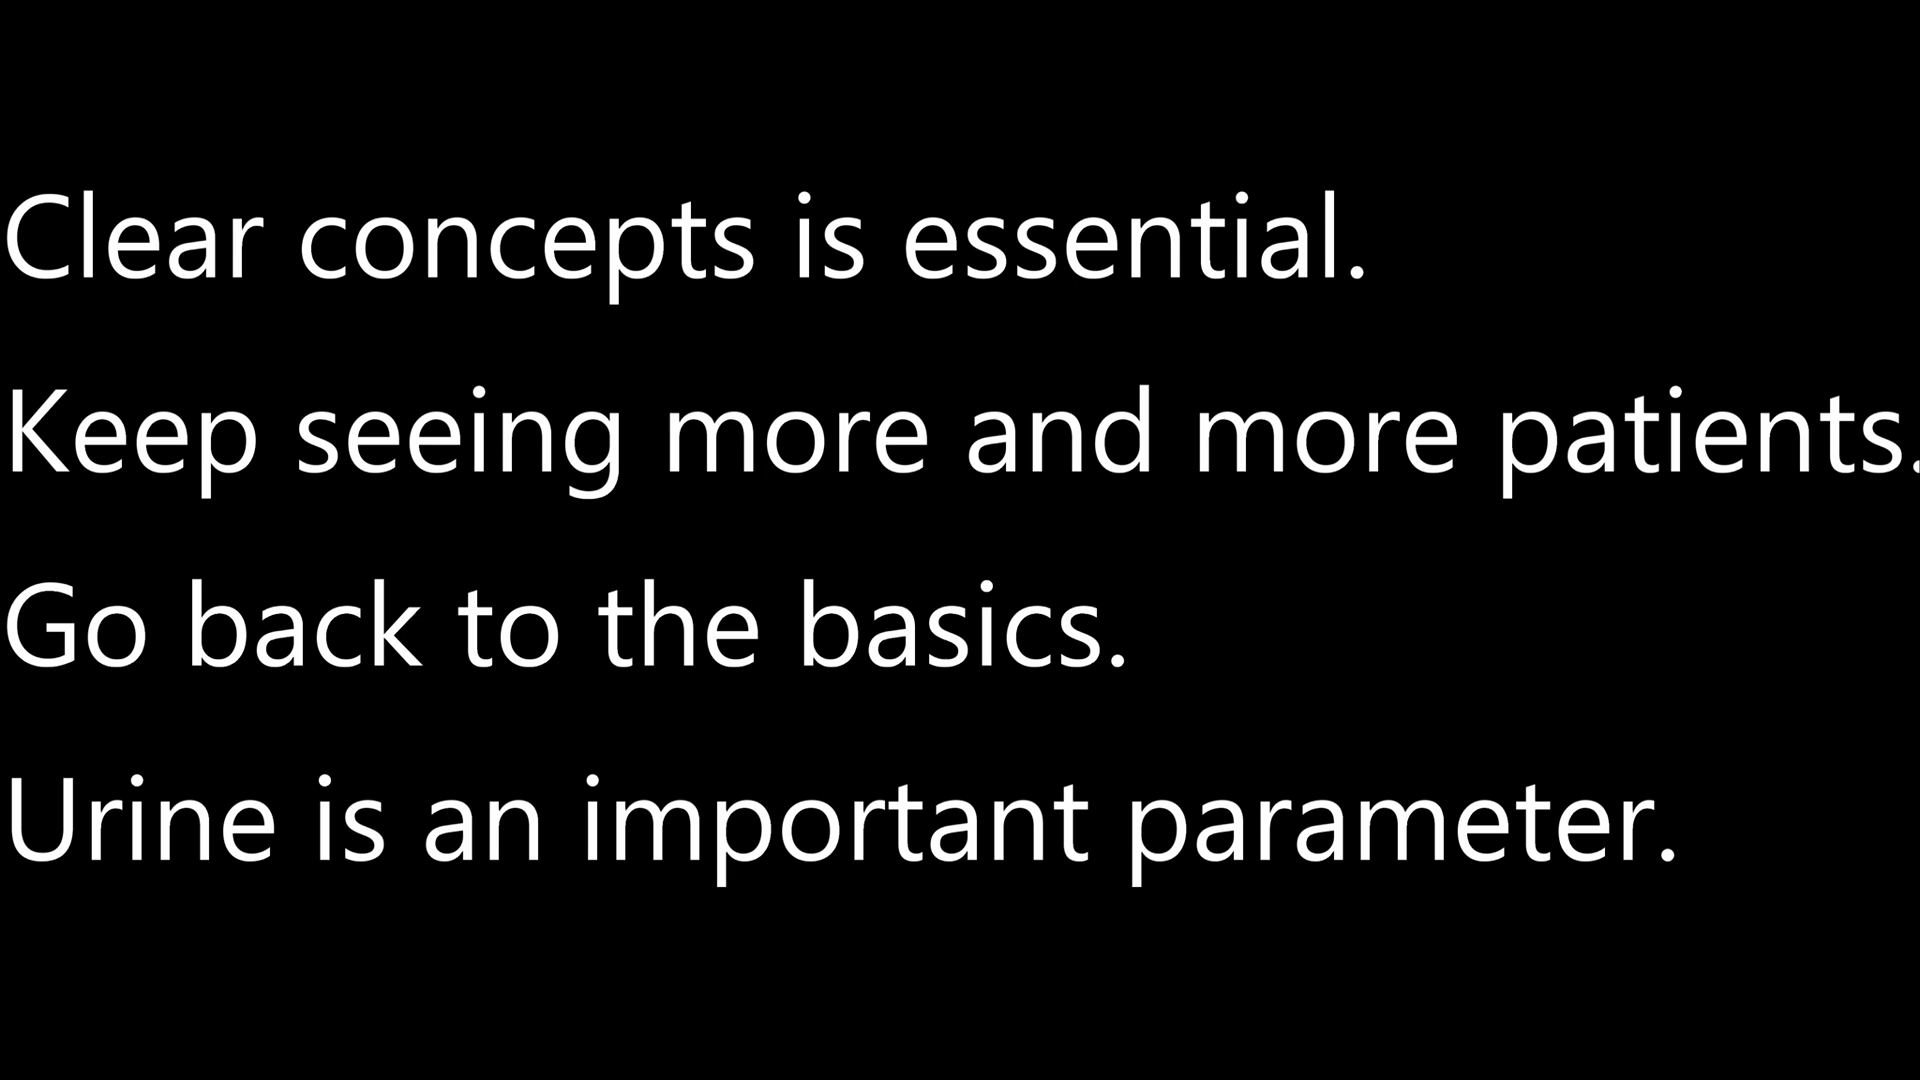 Clear concepts is essential.
Keep seeing more and more patients.
Go back to the basics.
Urine is an important parameter.